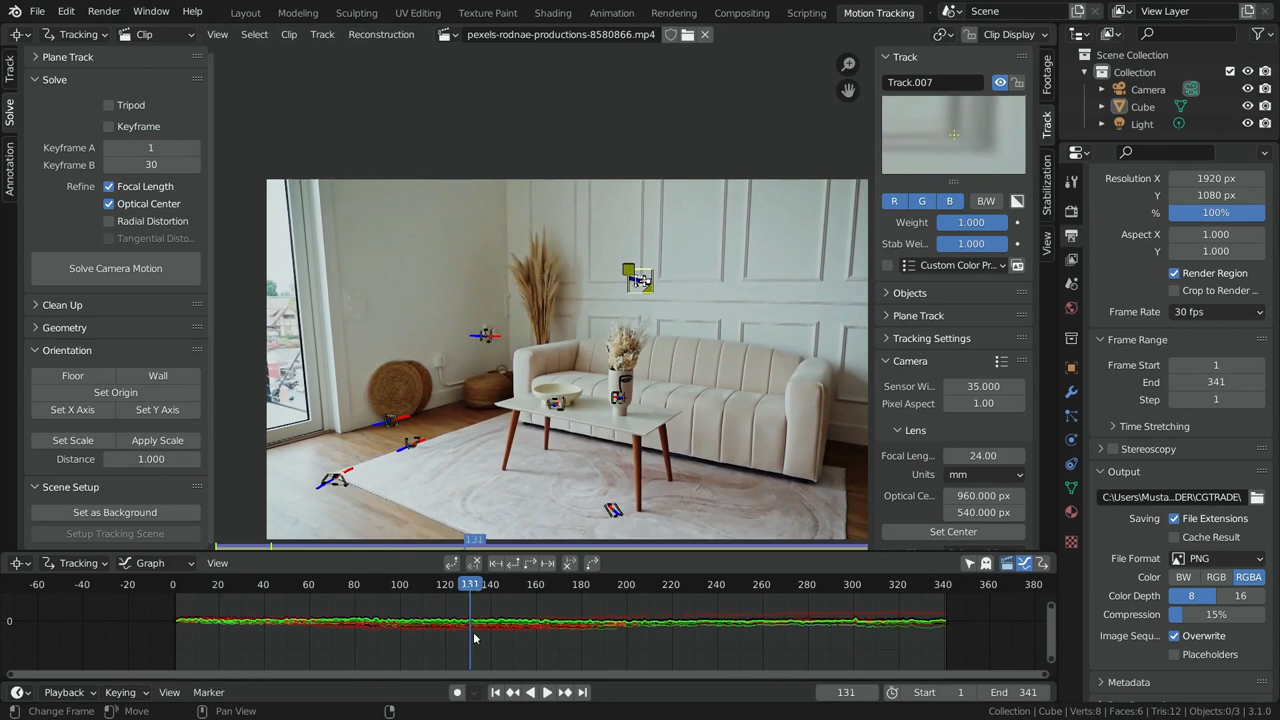 File Edit Render Window Help Layout Modeling Sculpting UV Editing Texture Paint Shading Animation Rendering Compositing Scripting Motion Tracking Scene View Layer
Tracking Clip View Select Clip Track Reconstruction pexels-rodnae-productions-8580866.mp4 Clip Display
Track
Solve
Annotation
Plane Track
Solve
Tripod
Keyframe
Keyframe A 1
Keyframe B 30
Refine Focal Length
Optical Center
Radial Distortion
Tangential Disto...
Solve Camera Motion
Clean Up
Geometry
Orientation
Floor Wall
Set Origin
Set X Axis Set Y Axis
Set Scale Apply Scale
Distance 1.000
Scene Setup
Set as Background
Setup Tracking Scene
131
Track
Track.007
R G B B/W
Weight 1.000
Stab Wei... 1.000
Custom Color Pr...
Objects
Plane Track
Tracking Settings
Camera
Sensor Wi... 35.000
Pixel Aspect 1.00
Lens
Focal Leng... 24.00
Units mm
Optical Ce... 960.000 px
540.000 px
Set Center
Footage
Track
Stabilization
View
Scene Collection
Collection
Camera
Cube
Light
Resolution X 1920 px
Y 1080 px
% 100%
Aspect X 1.000
Y 1.000
Render Region
Crop to Render ...
Frame Rate 30 fps
Frame Range
Frame Start 1
End 341
Step 1
Time Stretching
Stereoscopy
Output
C:\Users\Musta...DER\CGTRADE\
Saving File Extensions
Cache Result
File Format PNG
Color BW RGB RGBA
Color Depth 8 16
Compression 15%
Image Sequ... Overwrite
Placeholders
Metadata
Tracking Graph View
-60 -40 -20 0 20 40 60 80 100 120 131 140 160 180 200 220 240 260 280 300 320 340 360 380
0
Playback Keying View Marker 131 Start 1 End 341
Change Frame Move Pan View Collection | Cube | Verts:8 | Faces:6 | Tris:12 | Objects:0/3 | 3.1.0